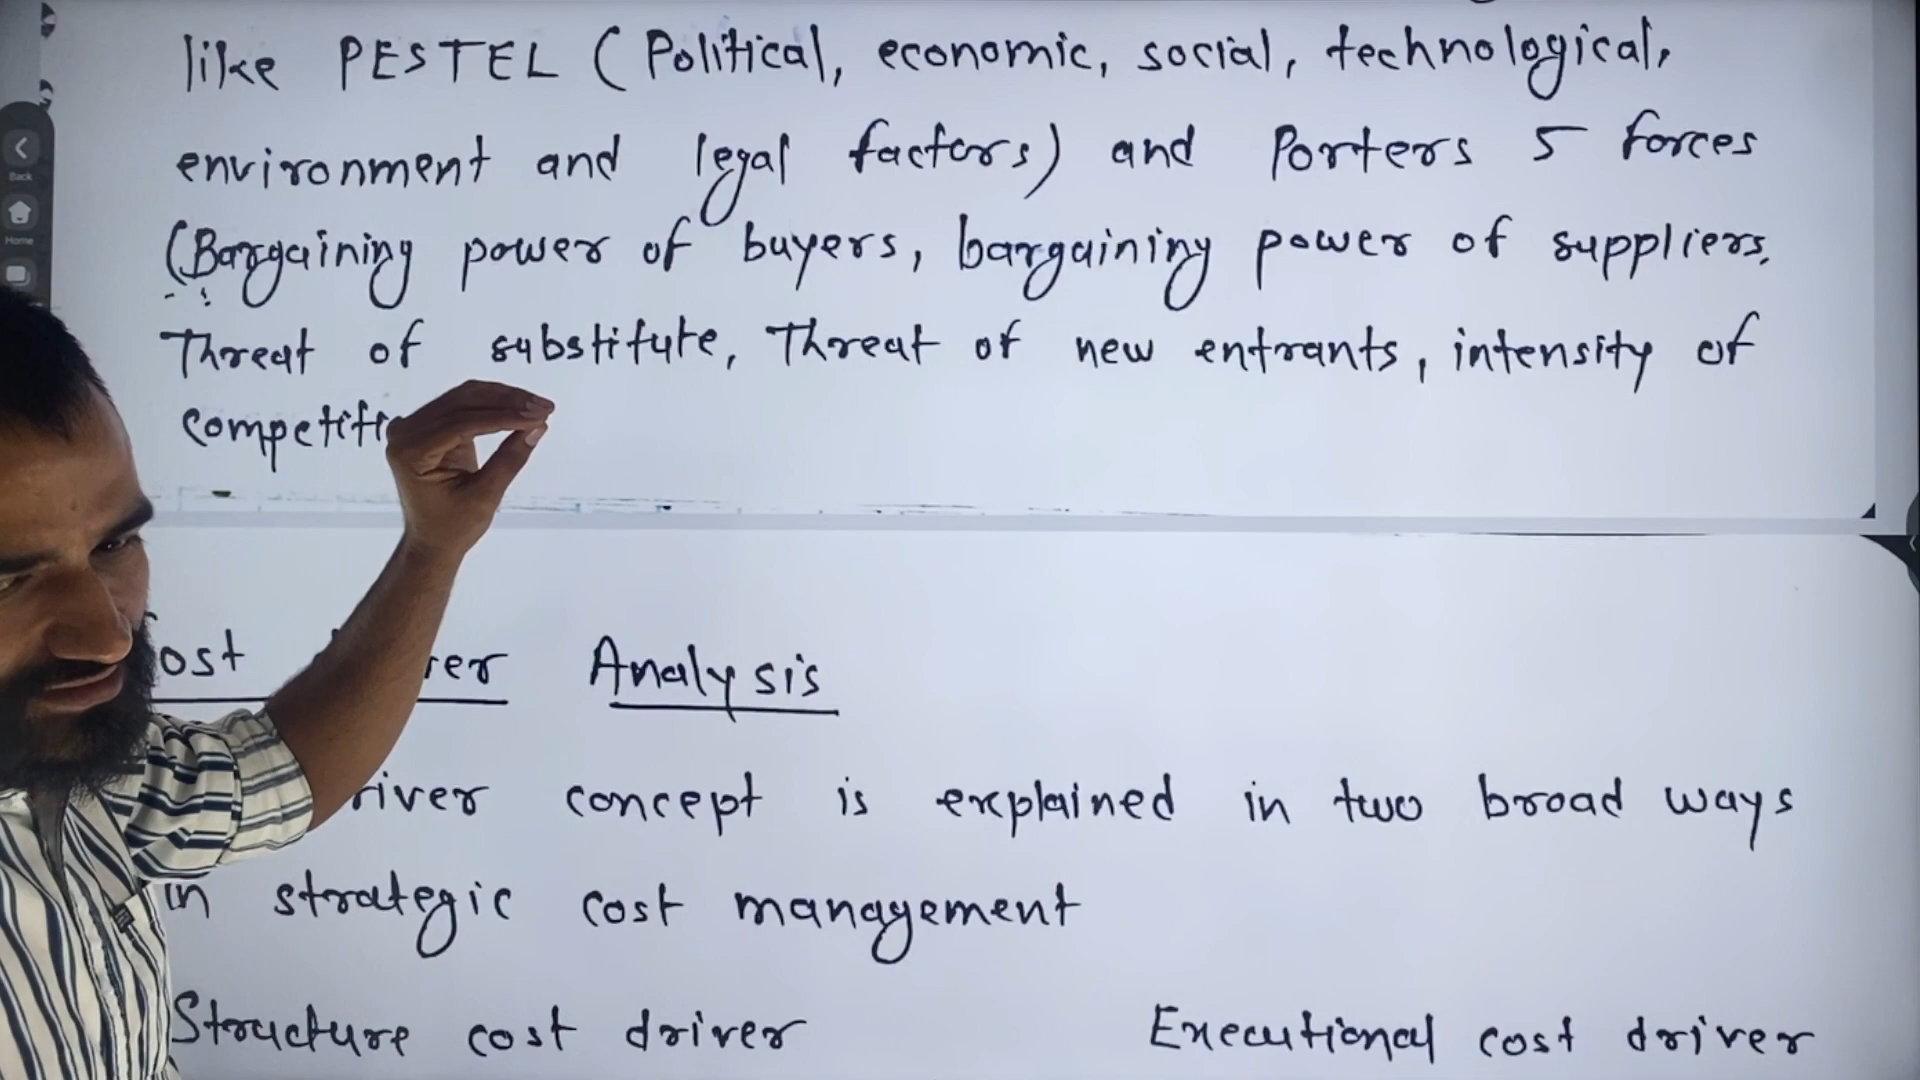 like PESTEL (Political, economic, social, technological,
environment and legal factors) and Porters 5 forces
(Bargaining power of buyers, bargaining power of suppliers,
Threat of substitute, Threat of new entrants, intensity of
Back
Home
Analysis
concept is explained in two broad ways
in strategic cost management
Structure cost driver Executional cost driver